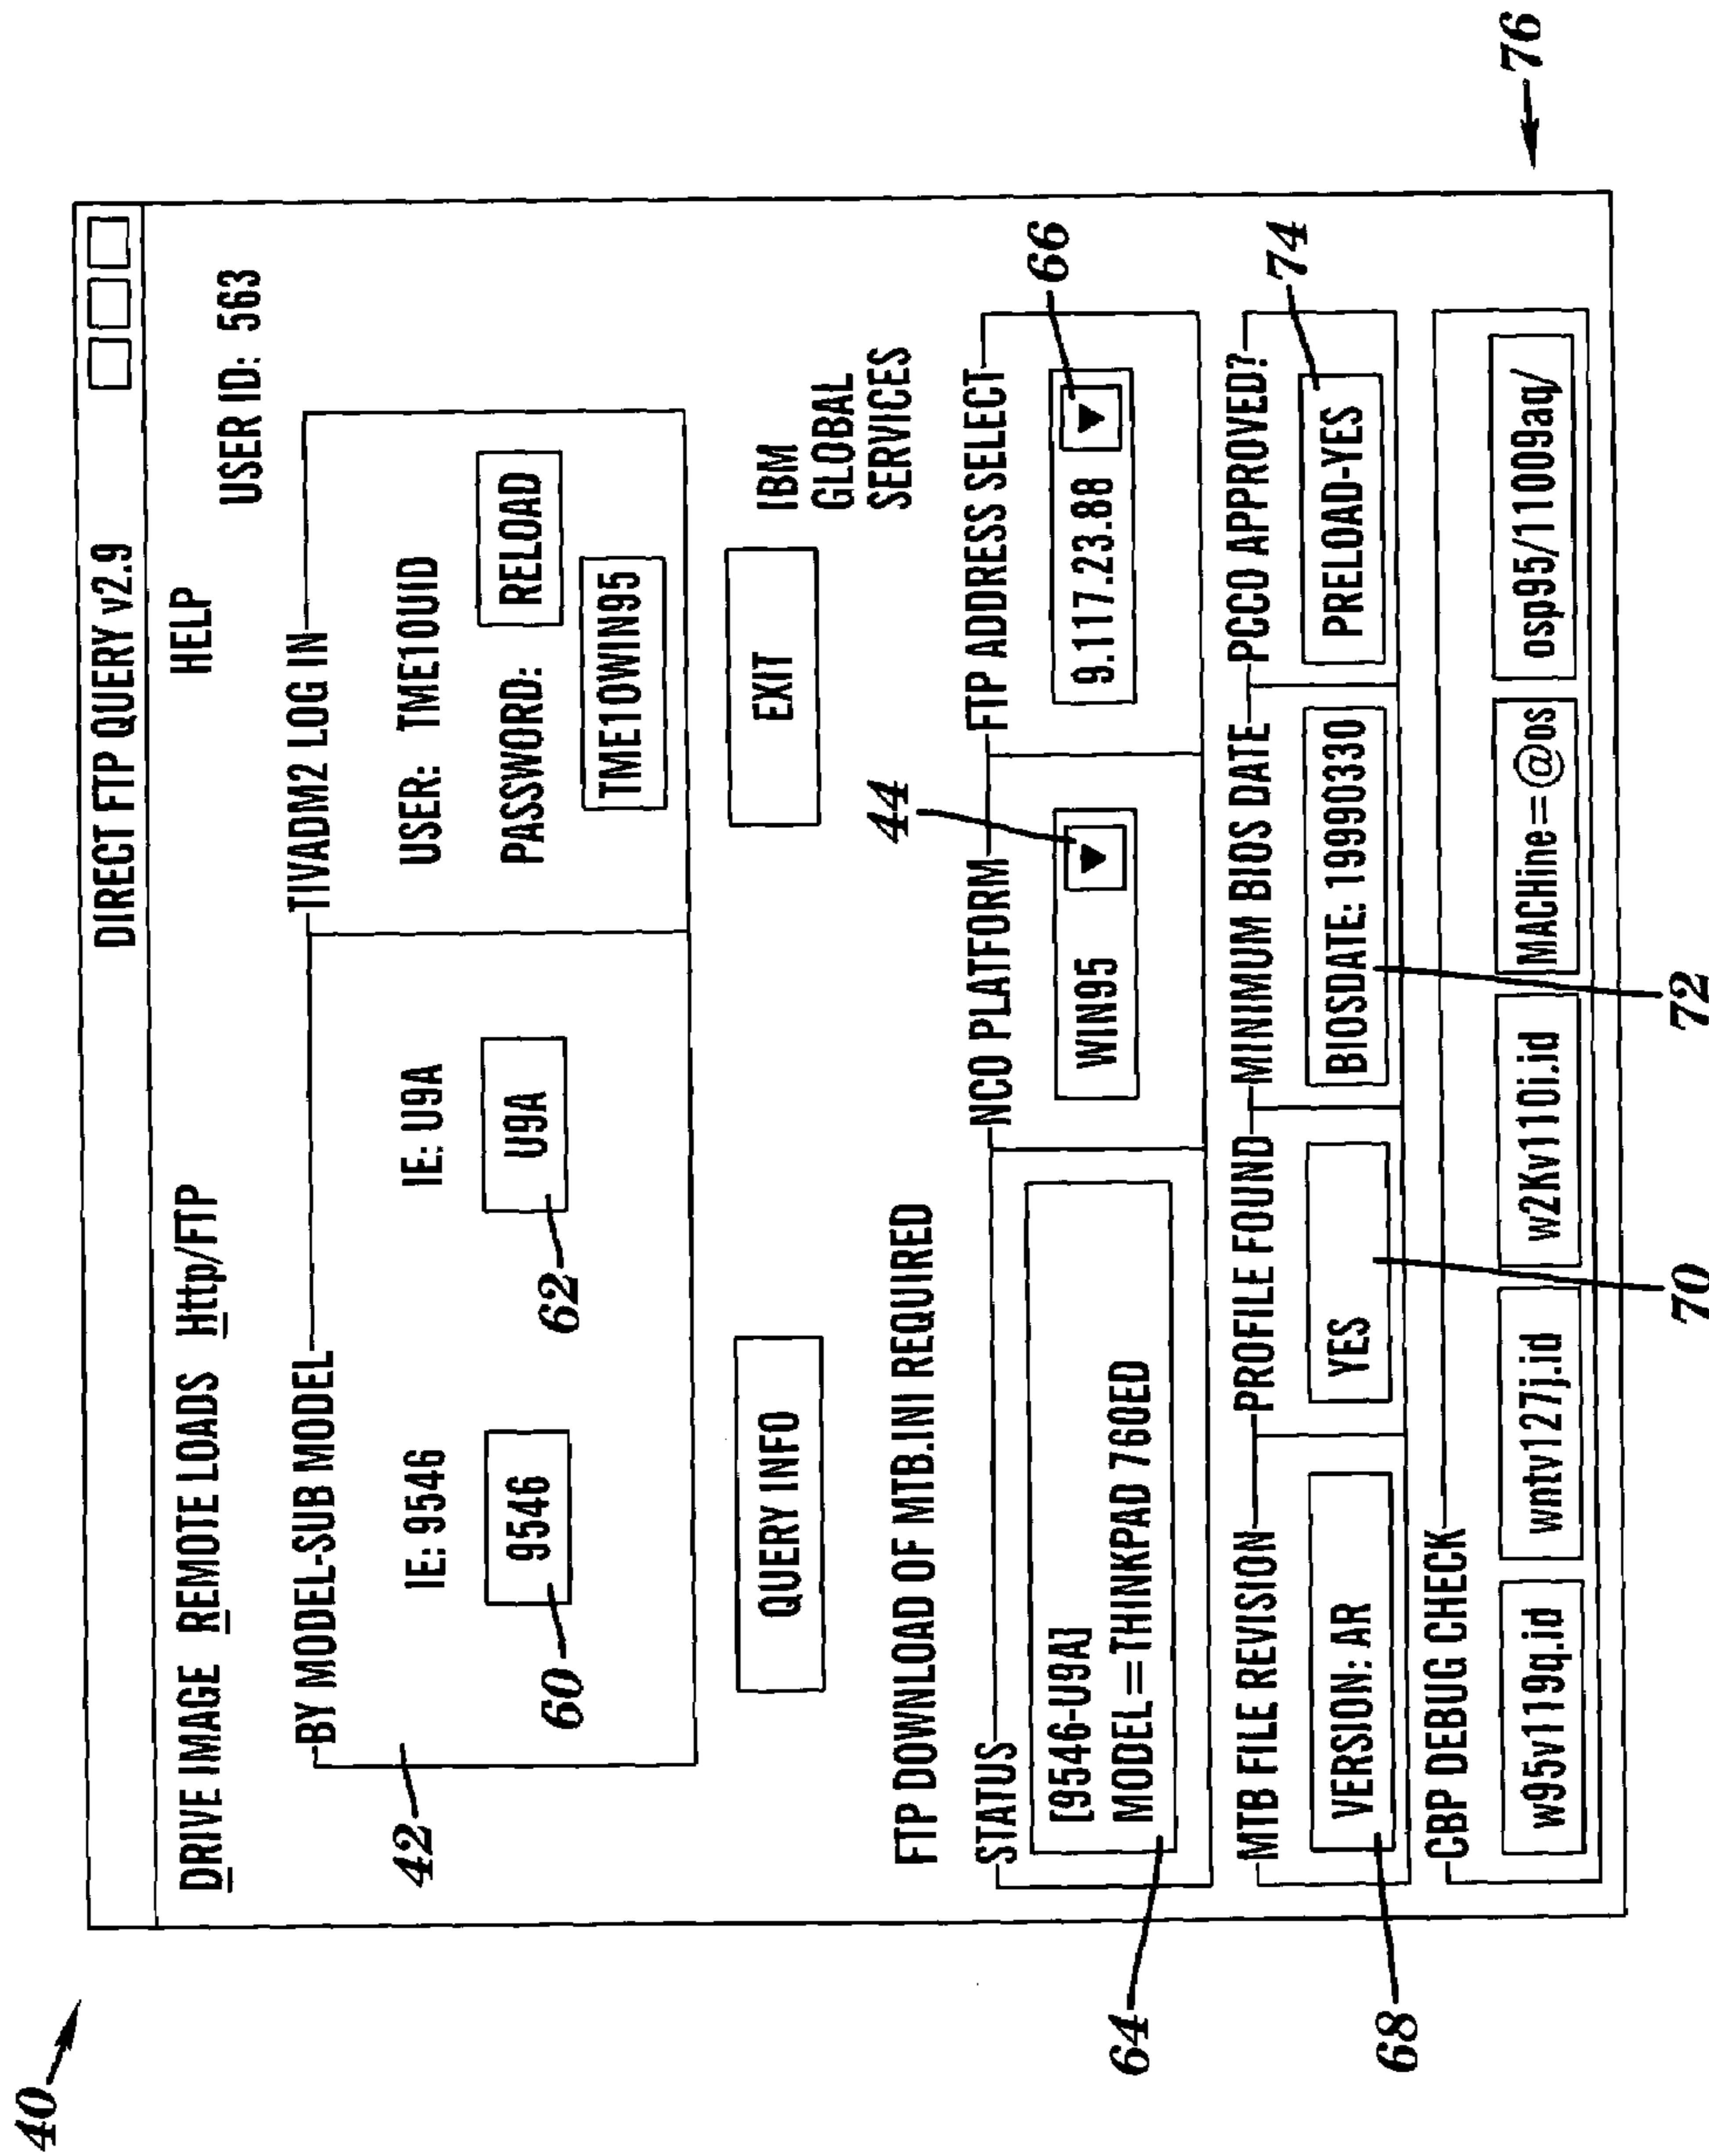 40
DIRECT FTP QUERY v2.9
DRIVE IMAGE REMOTE LOADS Http/FTP HELP
USER ID: 563
42
BY MODEL-SUB MODEL
IE: 9546 IE: U9A
9546 U9A
60 62
TIVADM2 LOG IN
USER: TME10UID
PASSWORD: RELOAD
TME10WIN95
QUERY INFO EXIT
IBM
GLOBAL
SERVICES
FTP DOWNLOAD OF MTB.INI REQUIRED
STATUS NCO PLATFORM FTP ADDRESS SELECT
44 66
[9546-U9A]
MODEL=THINKPAD 760ED
WIN95 9.117.23.88
64
MTB FILE REVISION PROFILE FOUND MINIMUM BIOS DATE PCCO APPROVED?
74
VERSION: AR YES BIOSDATE: 19990330 PRELOAD-YES
68
CBP DEBUG CHECK
w95v119q.id wntv127j.id w2Kv110i.id MACHine=@os osp95/11009aq/
70 72
76